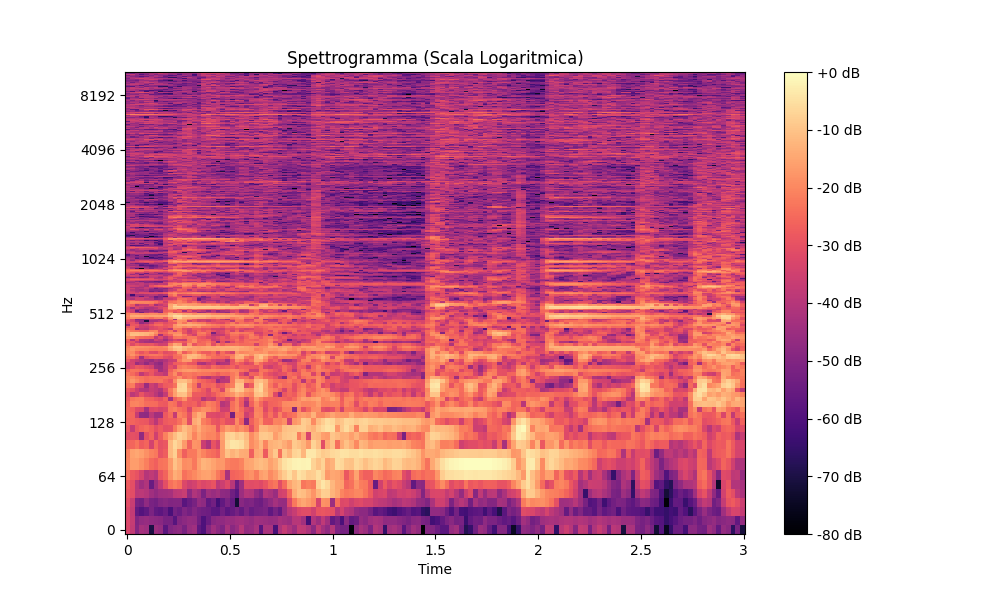 Spettrogramma (Scala Logaritmica)
Hz
8192
4096
2048
1024
512
256
128
64
0
0
0.5
1
1.5
2
2.5
3
Time
+0 dB
-10 dB
-20 dB
-30 dB
-40 dB
-50 dB
-60 dB
-70 dB
-80 dB